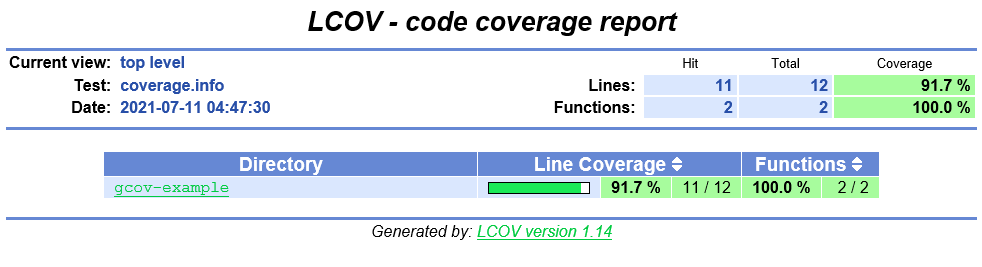 LCOV - code coverage report
Current view: top level Hit Total Coverage
Test: coverage.info Lines: 11 12 91.7 %
Date: 2021-07-11 04:47:30 Functions: 2 2 100.0 %
Directory Line Coverage Functions
gcov-example 91.7 % 11 / 12 100.0 % 2 / 2
Generated by: LCOV version 1.14